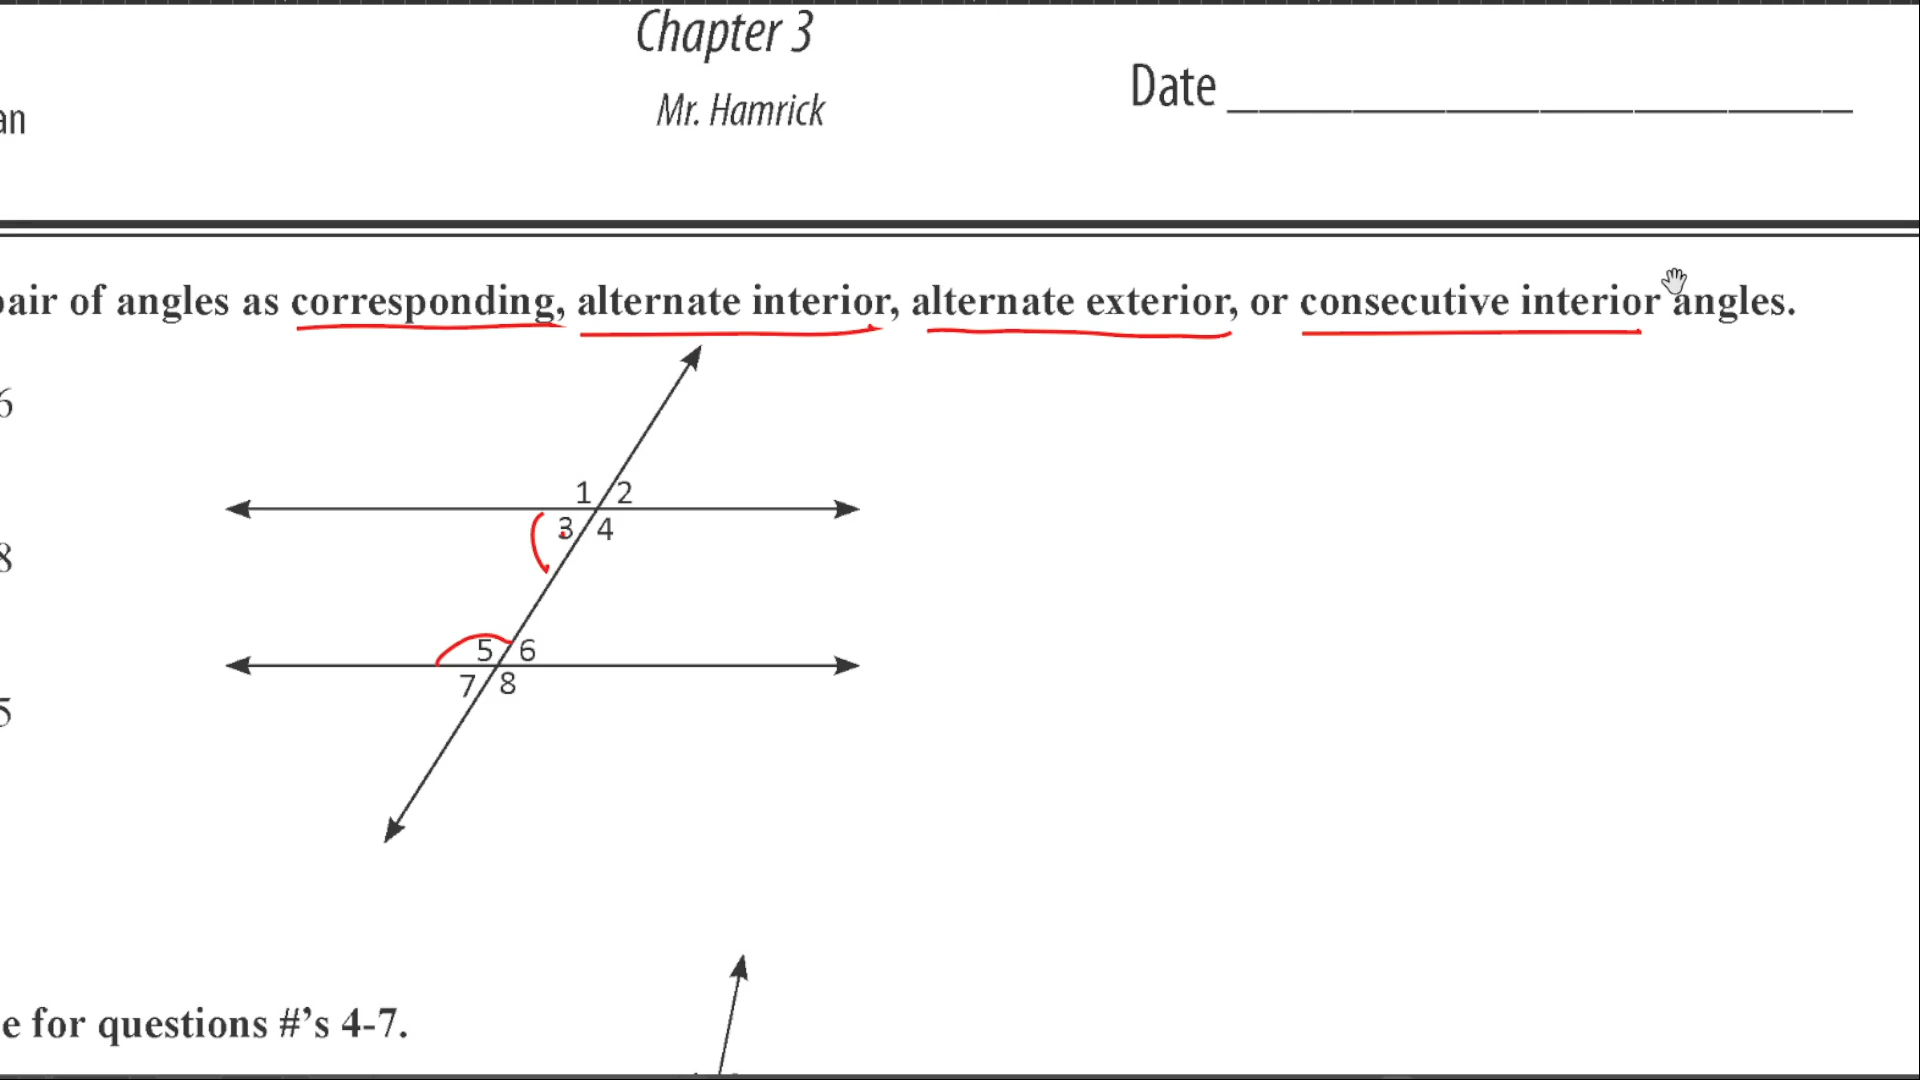 Chapter 3
Mr. Hamrick
Date
an
pair of angles as corresponding, alternate interior, alternate exterior, or consecutive interior angles.
6
1 2
3 4
8
5 6
7 8
5
e for questions #’s 4-7.